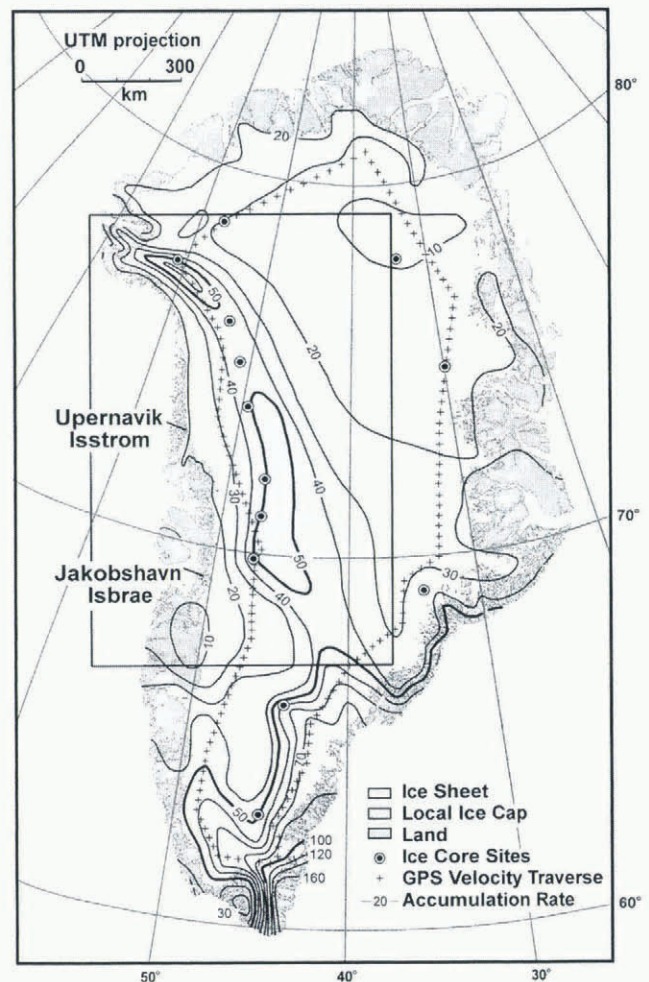 UTM projection
0 300
km
80°
20
10
50
20
20
40
Upernavik
Isstrom
30
40
50
70°
Jakobshavn
Isbrae
20
40
30
10
50
Ice Sheet
Local Ice Cap
Land
Ice Core Sites
GPS Velocity Traverse
20 Accumulation Rate
100
120
160
30
60°
50° 40° 30°